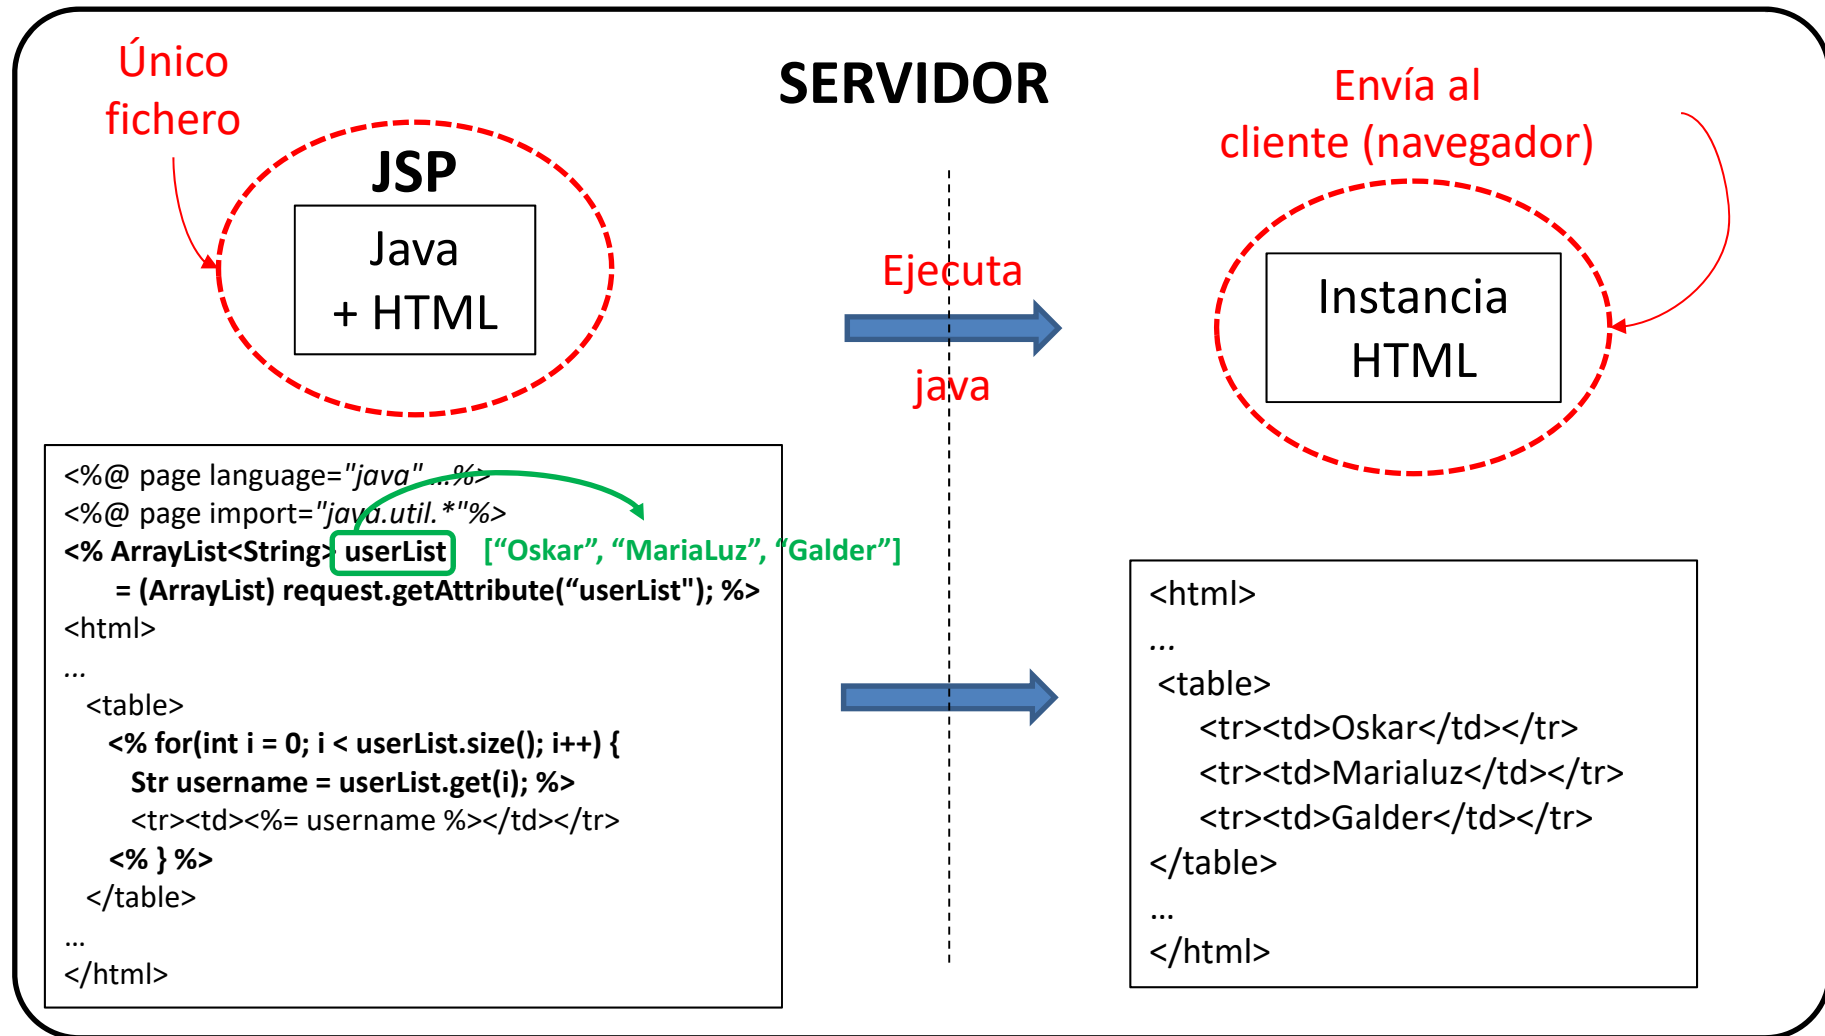 Único
fichero
SERVIDOR
Envía al
cliente (navegador)
JSP
Java
+ HTML
Ejecuta
java
Instancia
HTML
<%@ page language="java" ...%>
<%@ page import="java.util.*"%>
<% ArrayList<String> userList
["Oskar", “MariaLuz”, “Galder”]
= (ArrayList) request.getAttribute(“userList"); %>
<html>
...
<table>
<% for(int i = 0; i < userList.size(); i++) {
Str username = userList.get(i); %>
<tr><td><%= username %></td></tr>
<% } %>
</table>
...
</html>
<html>
...
<table>
<tr><td>Oskar</td></tr>
<tr><td>Marialuz</td></tr>
<tr><td>Galder</td></tr>
</table>
...
</html>